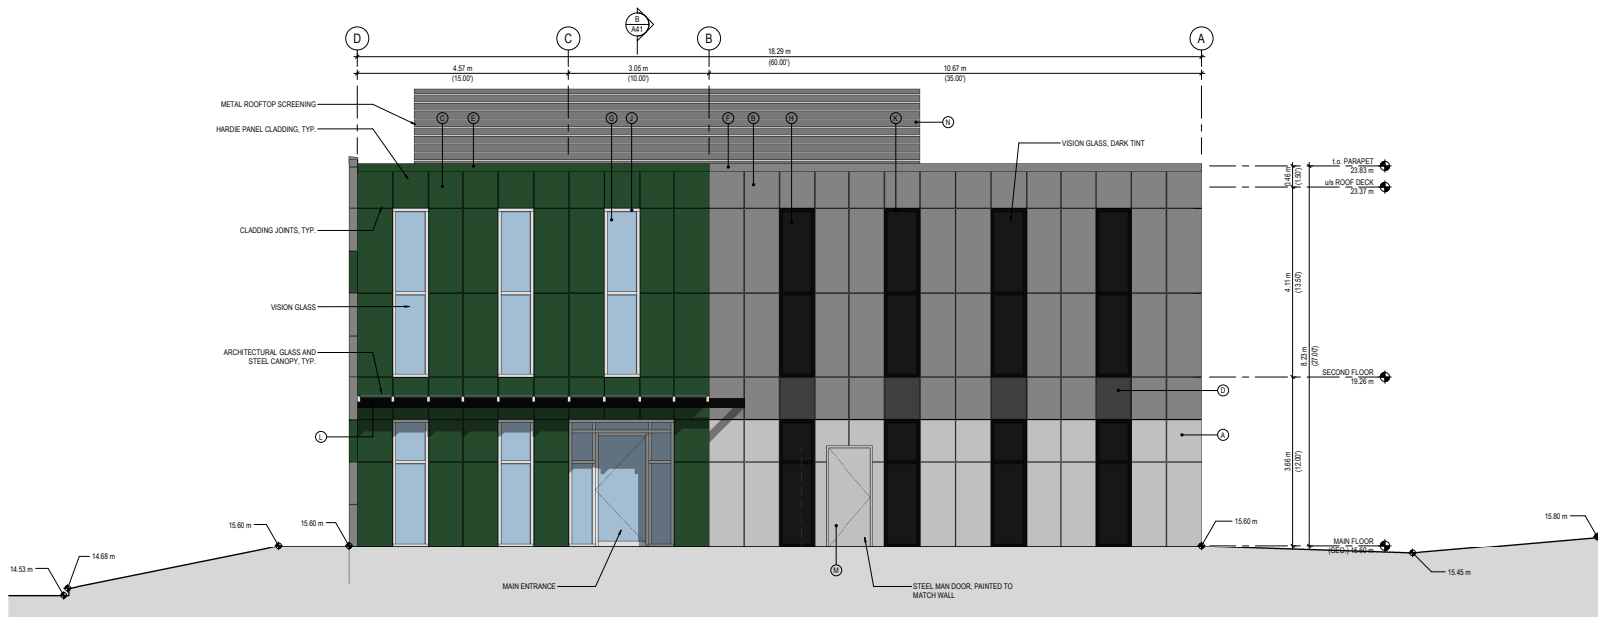 B
A41
D
C
B
A
18.29 m
(60.00')
4.57 m
(15.00')
3.05 m
(10.00')
10.67 m
(35.00')
METAL ROOFTOP SCREENING
HARDIE PANEL CLADDING, TYP.
C
E
G
J
F
B
H
K
N
VISION GLASS, DARK TINT
t.o. PARAPET
23.83 m
u/s ROOF DECK
23.37 m
0.46 m
(1.50')
CLADDING JOINTS, TYP.
VISION GLASS
4.11 m
(13.50')
ARCHITECTURAL GLASS AND
STEEL CANOPY, TYP.
8.23 m
(27.00')
SECOND FLOOR
19.26 m
D
L
A
3.66 m
(12.00')
15.60 m
15.60 m
15.60 m
15.80 m
MAIN FLOOR
(GEO.) 15.60 m
14.68 m
14.53 m
15.45 m
M
MAIN ENTRANCE
STEEL MAN DOOR, PAINTED TO
MATCH WALL